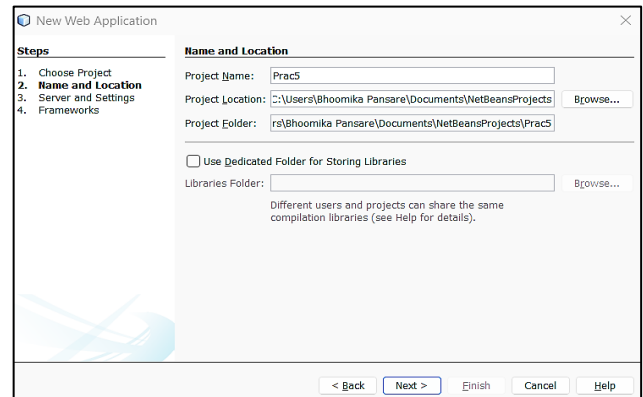 New Web Application
Steps
1. Choose Project
2. Name and Location
3. Server and Settings
4. Frameworks
Name and Location
Project Name: Prac5
Project Location: C:\Users\Bhoomika Pansare\Documents\NetBeansProjects Browse...
Project Folder: rs\Bhoomika Pansare\Documents\NetBeansProjects\Prac5
Use Dedicated Folder for Storing Libraries
Libraries Folder: Browse...
Different users and projects can share the same
compilation libraries (see Help for details).
< Back Next > Finish Cancel Help